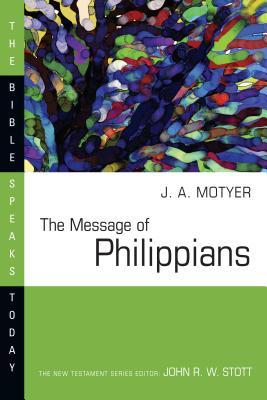 THE BIBLE SPEAKS TODAY
J. A. MOTYER
The Message of
Philippians
THE NEW TESTAMENT SERIES EDITOR: JOHN R. W. STOTT